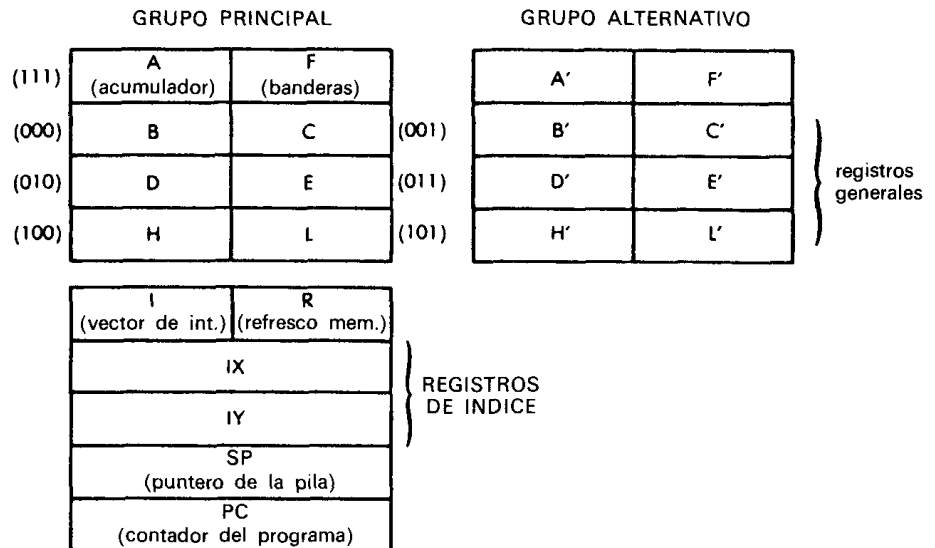 GRUPO PRINCIPAL
GRUPO ALTERNATIVO
(111) A F A′ F′
(acumulador) (banderas)
(000) B C (001) B′ C′
(010) D E (011) D′ E′
registros
generales
(100) H L (101) H′ L′
I R
(vector de int.) (refresco mem.)
IX
REGISTROS
DE INDICE
IY
SP
(puntero de la pila)
PC
(contador del programa)